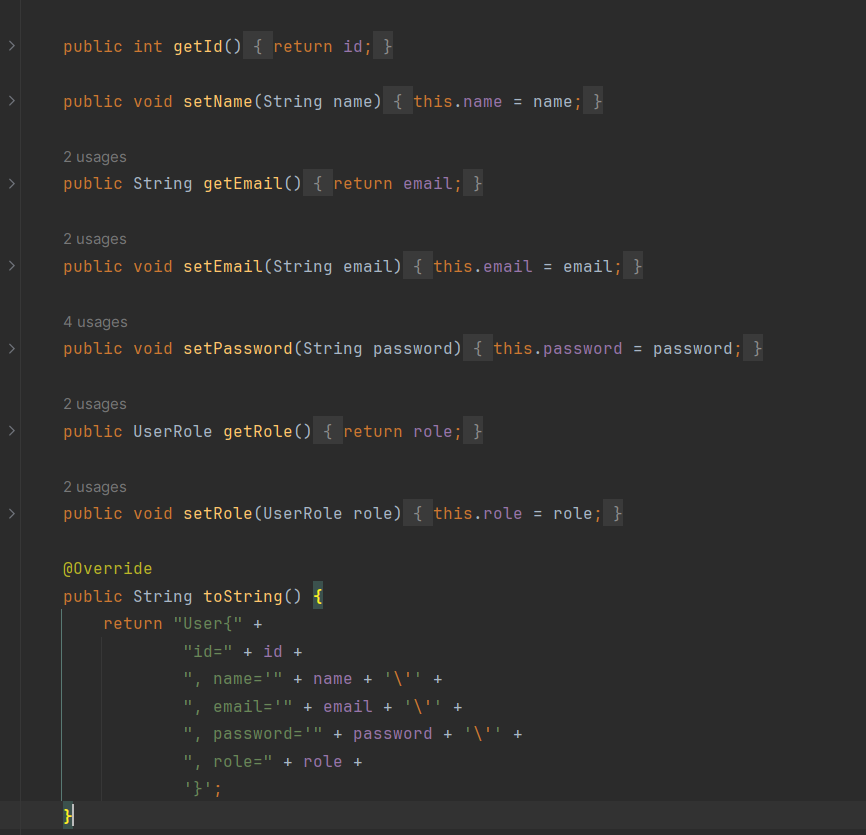 public int getId() { return id; }
public void setName(String name) { this.name = name; }
2 usages
public String getEmail() { return email; }
2 usages
public void setEmail(String email) { this.email = email; }
4 usages
public void setPassword(String password) { this.password = password; }
2 usages
public UserRole getRole() { return role; }
2 usages
public void setRole(UserRole role) { this.role = role; }
@Override
public String toString() {
return "User{" +
"id=" + id +
", name='" + name + '\'' +
", email='" + email + '\'' +
", password='" + password + '\'' +
", role=" + role +
'}';
}